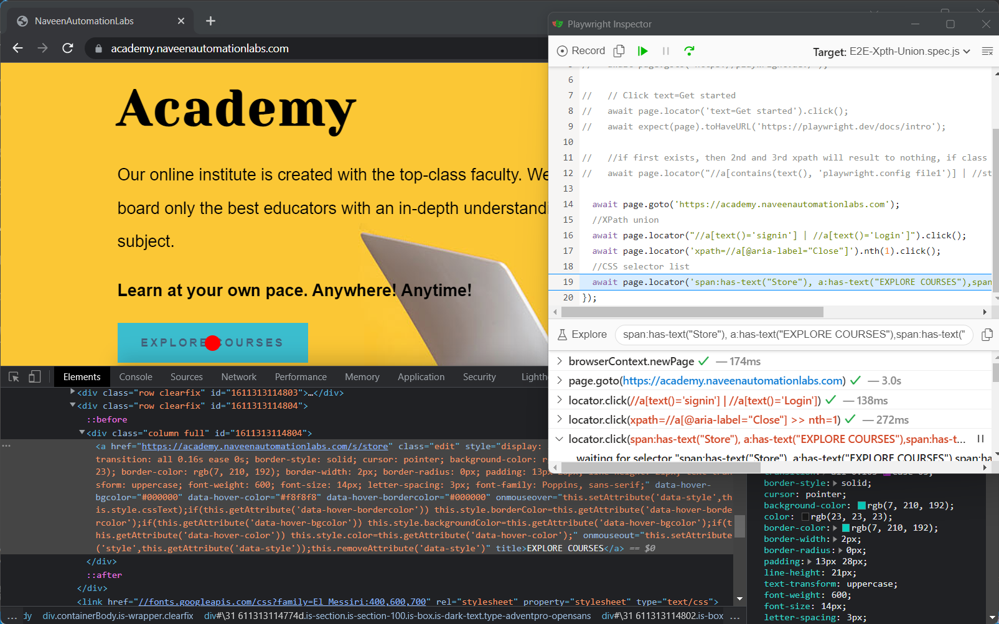 NaveenAutomationLabs
academy.naveenautomationlabs.com
Academy
Our online institute is created with the top-class faculty. We
board only the best educators with an in-depth understandi
subject.
Learn at your own pace. Anywhere! Anytime!
EXPLORE COURSES
Playwright Inspector
Record
Target: E2E-Xpth-Union.spec.js
6
7 //   // Click text=Get started
8 //   await page.locator('text=Get started').click();
9 //   await expect(page).toHaveURL('https://playwright.dev/docs/intro');
10
11 //   //if first exists, then 2nd and 3rd xpath will result to nothing, if class
12 //   await page.locator("//a[contains(text(), 'playwright.config file1')] | //st
13
14   await page.goto('https://academy.naveenautomationlabs.com');
15   //XPath union
16   await page.locator("//a[text()='signin'] | //a[text()='Login']").click();
17   await page.locator('xpath=//a[@aria-label="Close"]').nth(1).click();
18   //CSS selector list
19   await page.locator('span:has-text("Store"), a:has-text("EXPLORE COURSES"),span
20 });
Explore span:has-text("Store"), a:has-text("EXPLORE COURSES"),span:has-text("
browserContext.newPage — 174ms
page.goto(https://academy.naveenautomationlabs.com) — 3.0s
locator.click(//a[text()='signin'] | //a[text()='Login']) — 138ms
locator.click(xpath=//a[@aria-label="Close"] >> nth=1) — 272ms
locator.click(span:has-text("Store"), a:has-text("EXPLORE COURSES"),span:has-t...
waiting for selector "span:has-text("Store"), a:has-text("EXPLORE COURSES"),span:ha
Elements Console Sources Network Performance Memory Application Security Lighth
<div class="row clearfix" id="1611313114803">…</div>
<div class="row clearfix" id="1611313114804">
::before
<div class="column full" id="1611313114804">
<a href="https://academy.naveenautomationlabs.com/s/store" class="edit" style="display:
transition: all 0.16s ease 0s; border-style: solid; cursor: pointer; background-color: r
23); border-color: rgb(7, 210, 192); border-width: 2px; border-radius: 0px; padding: 13px
sform: uppercase; font-weight: 600; font-size: 14px; letter-spacing: 3px; font-family: Poppins, sans-serif;" data-hover-
bgcolor="#000000" data-hover-color="#f8f8f8" data-hover-bordercolor="#000000" onmouseover="this.setAttribute('data-style',th
is.style.cssText);if(this.getAttribute('data-hover-bordercolor')) this.style.borderColor=this.getAttribute('data-hover-borde
rcolor');if(this.getAttribute('data-hover-bgcolor')) this.style.backgroundColor=this.getAttribute('data-hover-bgcolor');if(t
his.getAttribute('data-hover-color')) this.style.color=this.getAttribute('data-hover-color');" onmouseout="this.setAttribute
('style',this.getAttribute('data-style'));this.removeAttribute('data-style')" title>EXPLORE COURSES</a> == $0
</div>
::after
</div>
<link href="//fonts.googleapis.com/css?family=El Messiri:400,600,700" rel="stylesheet" property="stylesheet" type="text/css">
... dy div.containerBody.is-wrapper.clearfix div#\31 611313114774d.is-section.is-section-100.is-box.is-dark-text.type-adventpro-opensans div#\31 611313114802.is-box ...
border-style: solid;
cursor: pointer;
background-color: rgb(7, 210, 192);
color: rgb(23, 23, 23);
border-color: rgb(7, 210, 192);
border-width: 2px;
border-radius: 0px;
padding: 13px 28px;
line-height: 21px;
text-transform: uppercase;
font-weight: 600;
font-size: 14px;
letter-spacing: 3px;